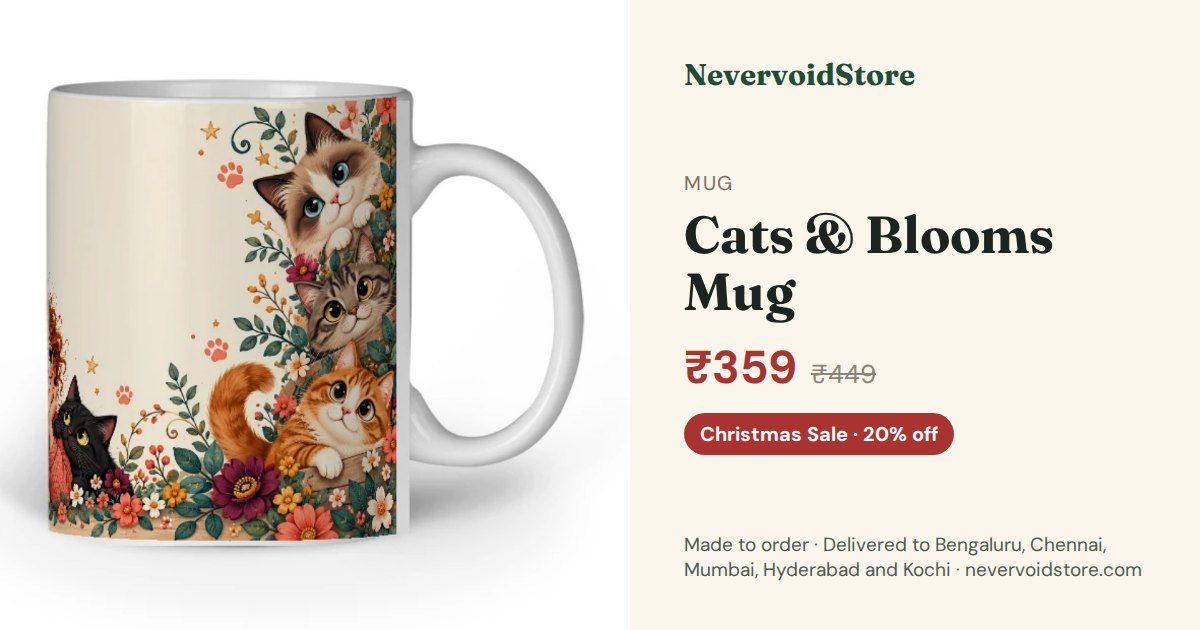 NevervoidStore
MUG
Cats & Blooms
Mug
₹359 ₹449
Christmas Sale · 20% off
Made to order · Delivered to Bengaluru, Chennai,
Mumbai, Hyderabad and Kochi · nevervoidstore.com